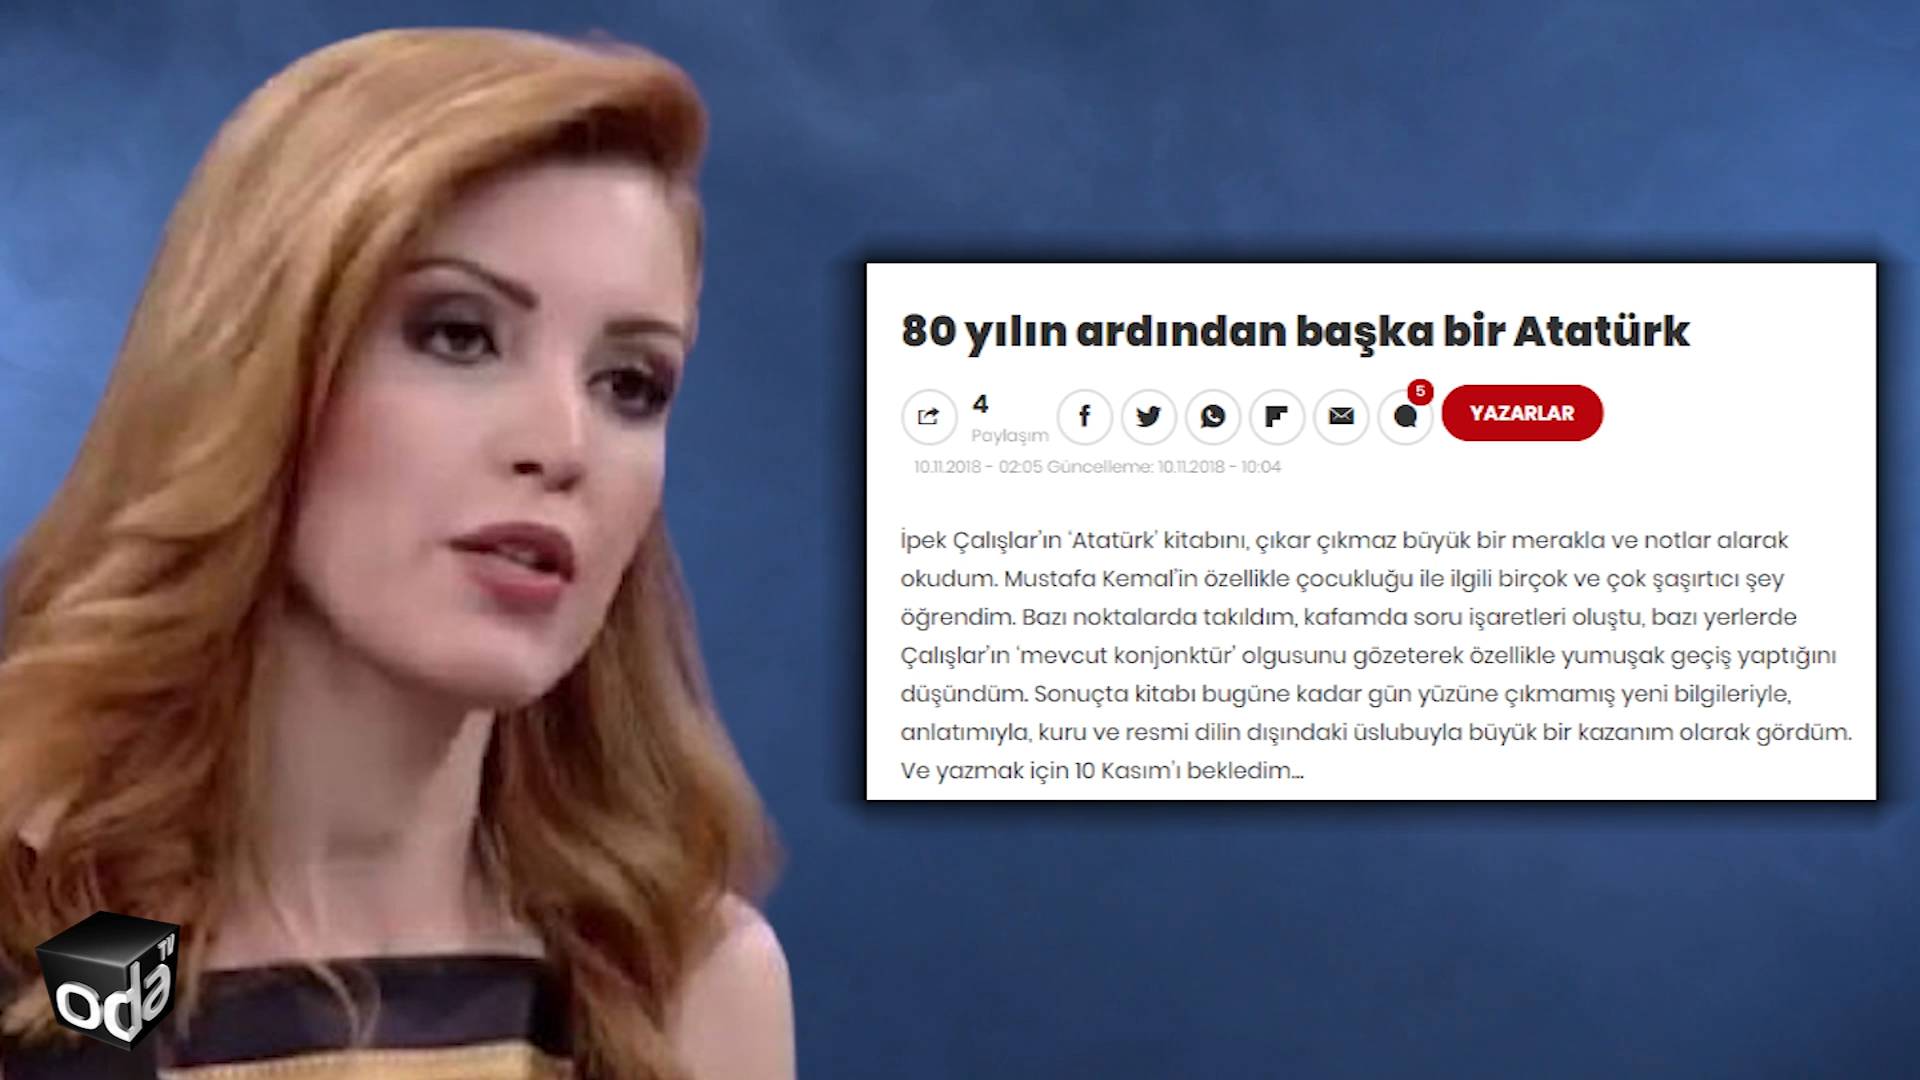 80 yılın ardından başka bir Atatürk
4
Paylaşım
5
YAZARLAR
10.11.2018 - 02:05 Güncelleme: 10.11.2018 - 10:04
İpek Çalışlar'ın 'Atatürk' kitabını, çıkar çıkmaz büyük bir merakla ve notlar alarak
okudum. Mustafa Kemal'in özellikle çocukluğu ile ilgili birçok ve çok şaşırtıcı şey
öğrendim. Bazı noktalarda takıldım, kafamda soru işaretleri oluştu, bazı yerlerde
Çalışlar'ın 'mevcut konjonktür' olgusunu gözeterek özellikle yumuşak geçiş yaptığını
düşündüm. Sonuçta kitabı bugüne kadar gün yüzüne çıkmamış yeni bilgileriyle,
anlatımıyla, kuru ve resmi dilin dışındaki üslubuyla büyük bir kazanım olarak gördüm.
Ve yazmak için 10 Kasım'ı bekledim...
oda TV